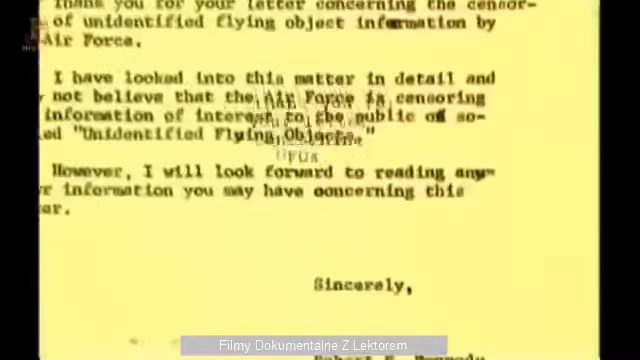 Thank you for your letter concerning the censor-
of unidentified flying object information by
Air Force.
I have looked into this matter in detail and
not believe that the Air Force is censoring
information of interest to the public of so-
ed "Unidentified Flying Objects."
However, I will look forward to reading any-
r information you may have concerning this
er.
Sincerely,
Filmy Dokumentalne Z Lektorem